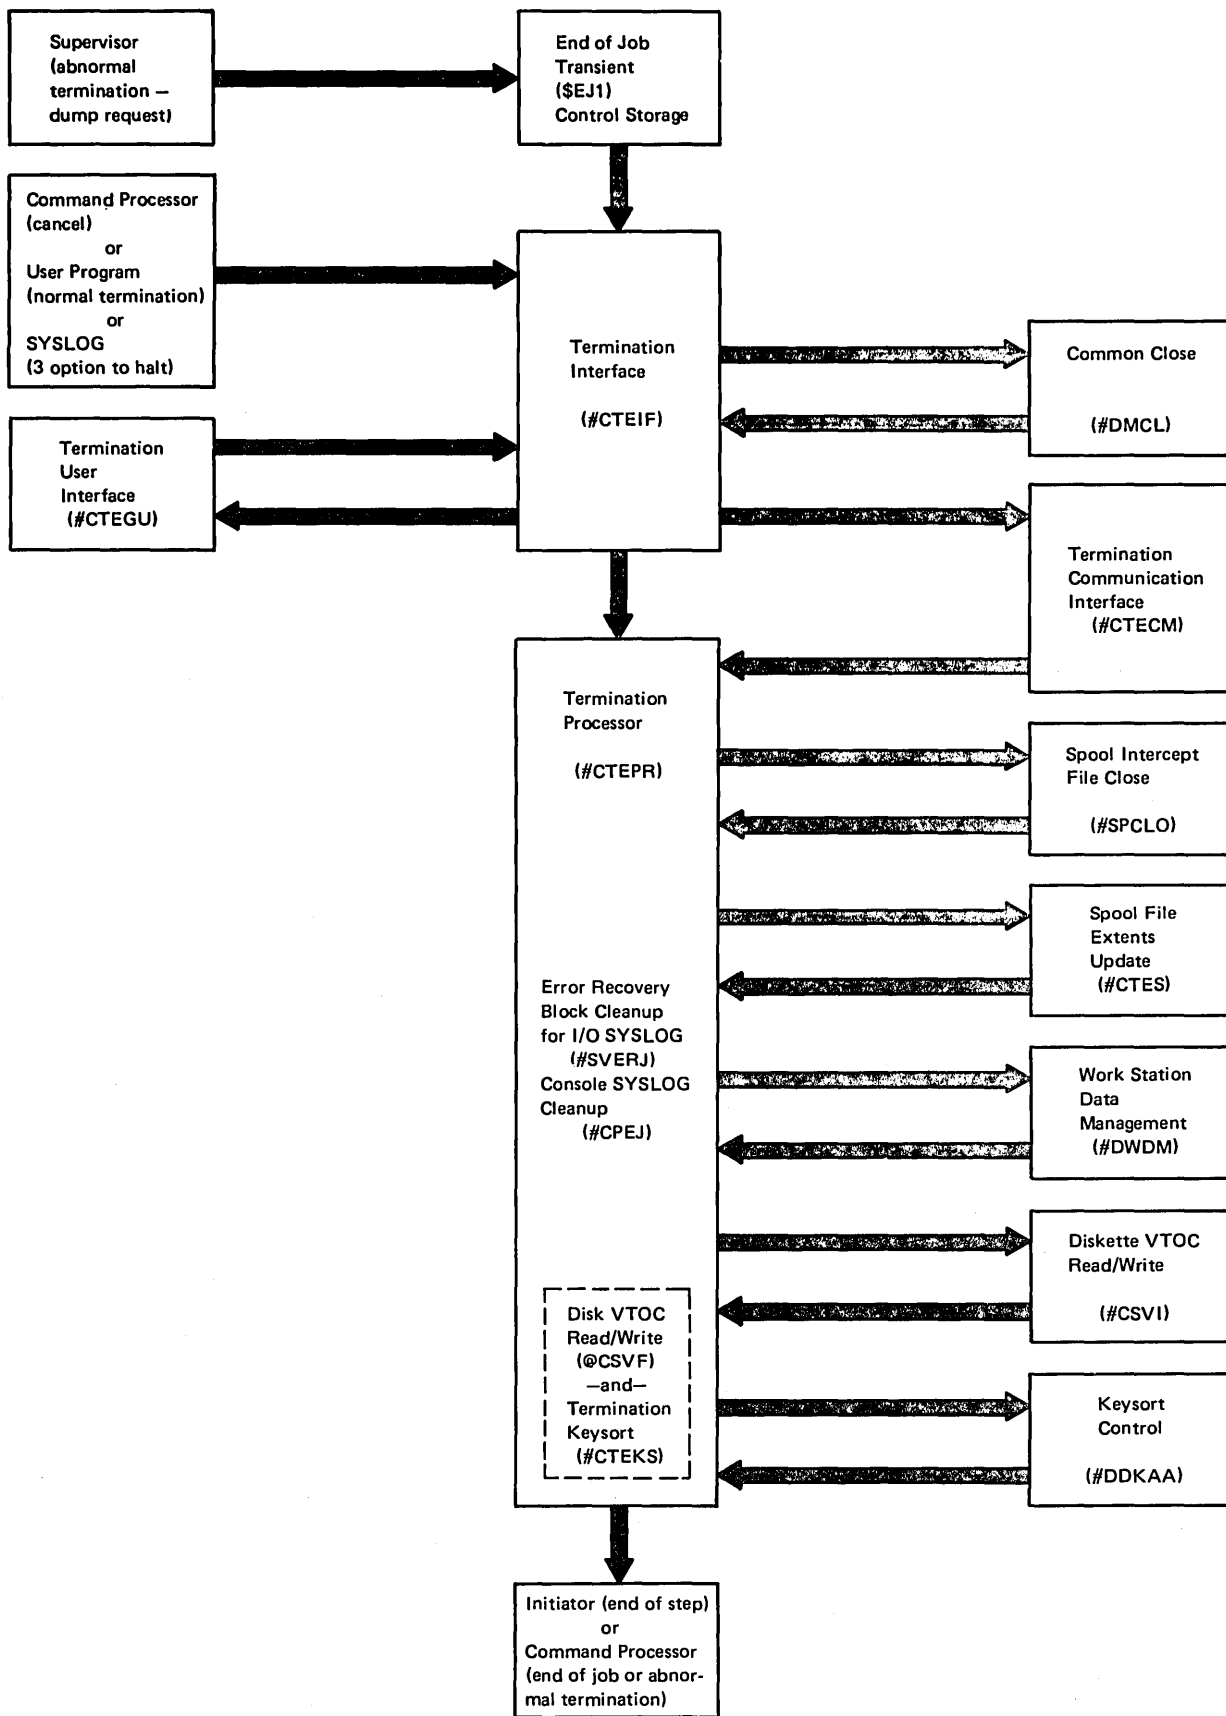 Supervisor
(abnormal
termination —
dump request)
End of Job
Transient
($EJ1)
Control Storage
Command Processor
(cancel)
or
User Program
(normal termination)
or
SYSLOG
(3 option to halt)
Termination
Interface
(#CTEIF)
Common Close
(#DMCL)
Termination
User
Interface
(#CTEGU)
Termination
Communication
Interface
(#CTECM)
Termination
Processor
(#CTEPR)
Spool Intercept
File Close
(#SPCLO)
Spool File
Extents
Update
(#CTES)
Error Recovery
Block Cleanup
for I/O SYSLOG
(#SVERJ)
Console SYSLOG
Cleanup
(#CPEJ)
Work Station
Data
Management
(#DWDM)
Diskette VTOC
Read/Write
(#CSVI)
Disk VTOC
Read/Write
(@CSVF)
—and—
Termination
Keysort
(#CTEKS)
Keysort
Control
(#DDKAA)
Initiator (end of step)
or
Command Processor
(end of job or abnor-
mal termination)